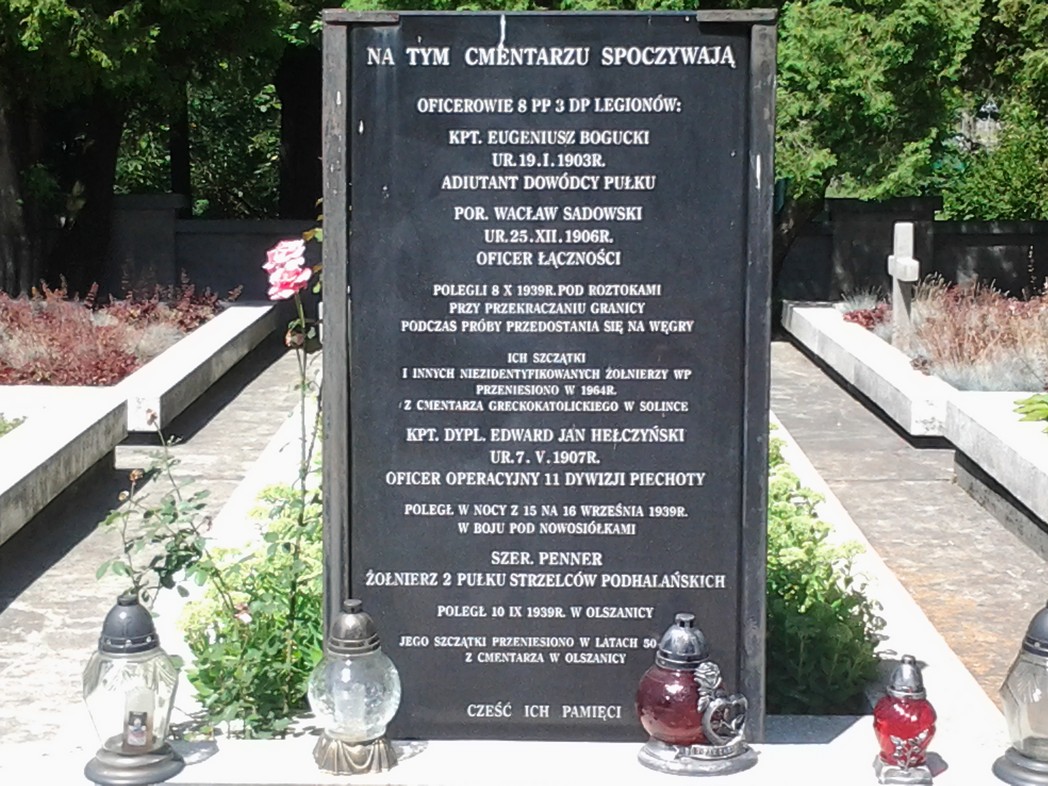 NA TYM CMENTARZU SPOCZYWAJĄ
OFICEROWIE 8 PP 3 DP LEGIONÓW:
KPT. EUGENIUSZ BOGUCKI
UR.19.I.1903R.
ADIUTANT DOWÓDCY PUŁKU
POR. WACŁAW SADOWSKI
UR.25.XII.1906R.
OFICER ŁĄCZNOŚCI
POLEGLI 8 X 1939R.POD ROZTOKAMI
PRZY PRZEKRACZANIU GRANICY
PODCZAS PRÓBY PRZEDOSTANIA SIĘ NA WĘGRY
ICH SZCZĄTKI
I INNYCH NIEZIDENTYFIKOWANYCH ŻOŁNIERZY WP
PRZENIESIONO W 1964R.
Z CMENTARZA GRECKOKATOLICKIEGO W SOLINCE
KPT. DYPL. EDWARD JAN HEŁCZYŃSKI
UR.7. V.1907R.
OFICER OPERACYJNY 11 DYWIZJI PIECHOTY
POLEGŁ W NOCY Z 15 NA 16 WRZEŚNIA 1939R.
W BOJU POD NOWOSIÓŁKAMI
SZER. PENNER
ŻOŁNIERZ 2 PUŁKU STRZELCÓW PODHALAŃSKICH
POLEGŁ 10 IX 1939R. W OLSZANICY
JEGO SZCZĄTKI PRZENIESIONO W LATACH 50
Z CMENTARZA W OLSZANICY
CZEŚĆ ICH PAMIĘCI